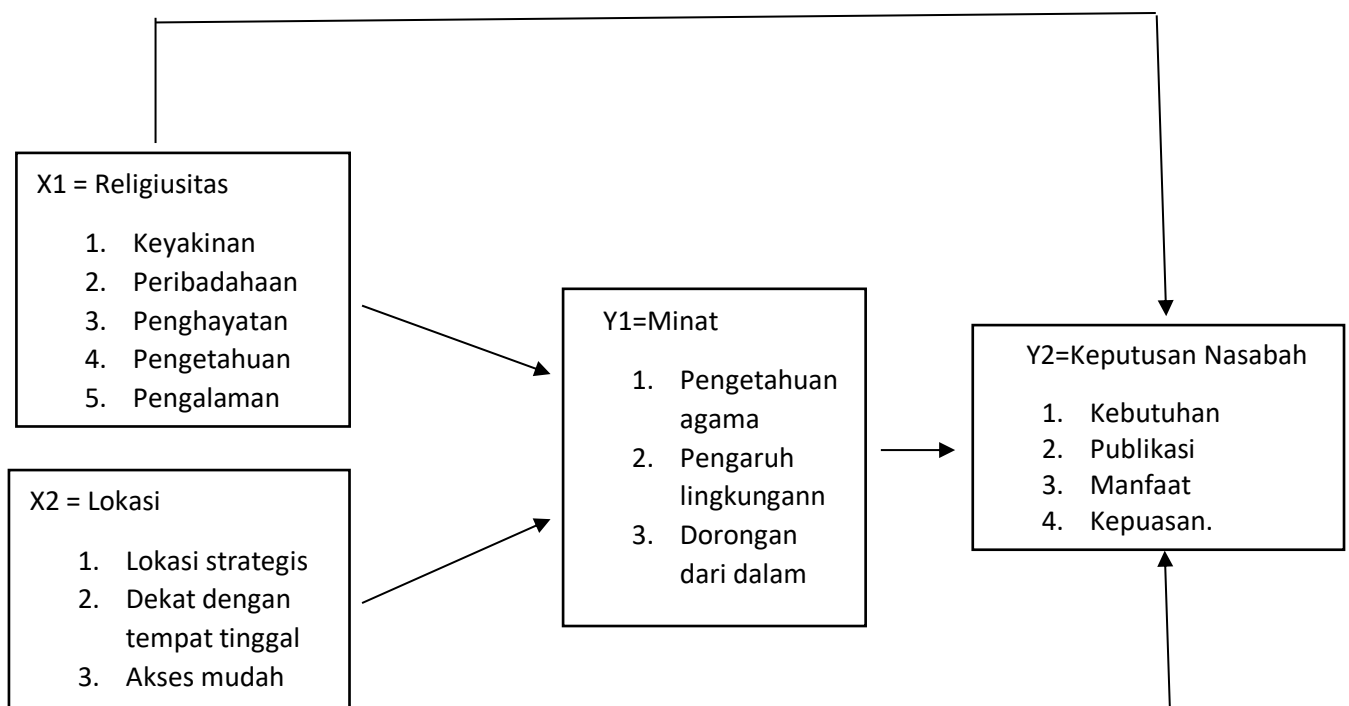 X1 = Religiusitas
1. Keyakinan
2. Peribadahaan
3. Penghayatan
4. Pengetahuan
5. Pengalaman
X2 = Lokasi
1. Lokasi strategis
2. Dekat dengan
tempat tinggal
3. Akses mudah
Y1=Minat
1. Pengetahuan
agama
2. Pengaruh
lingkungann
3. Dorongan
dari dalam
Y2=Keputusan Nasabah
1. Kebutuhan
2. Publikasi
3. Manfaat
4. Kepuasan.